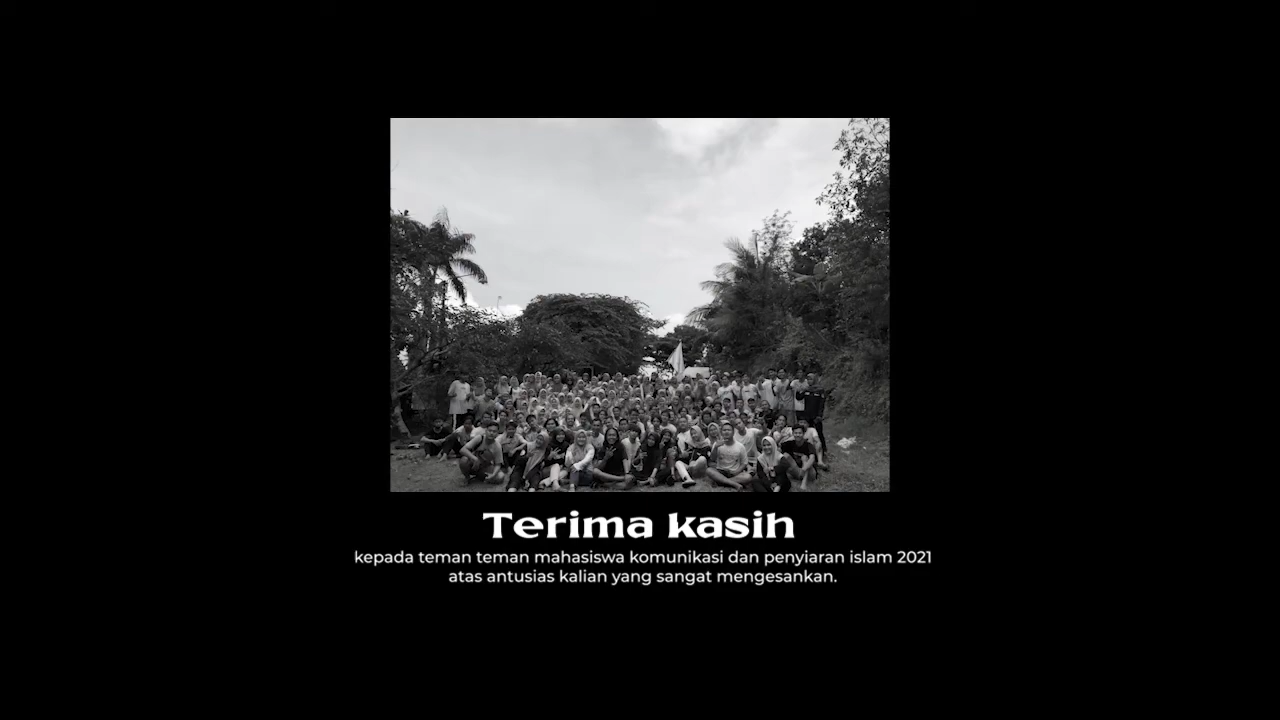 Terima kasih
kepada teman teman mahasiswa komunikasi dan penyiaran islam 2021
atas antusias kalian yang sangat mengesankan.